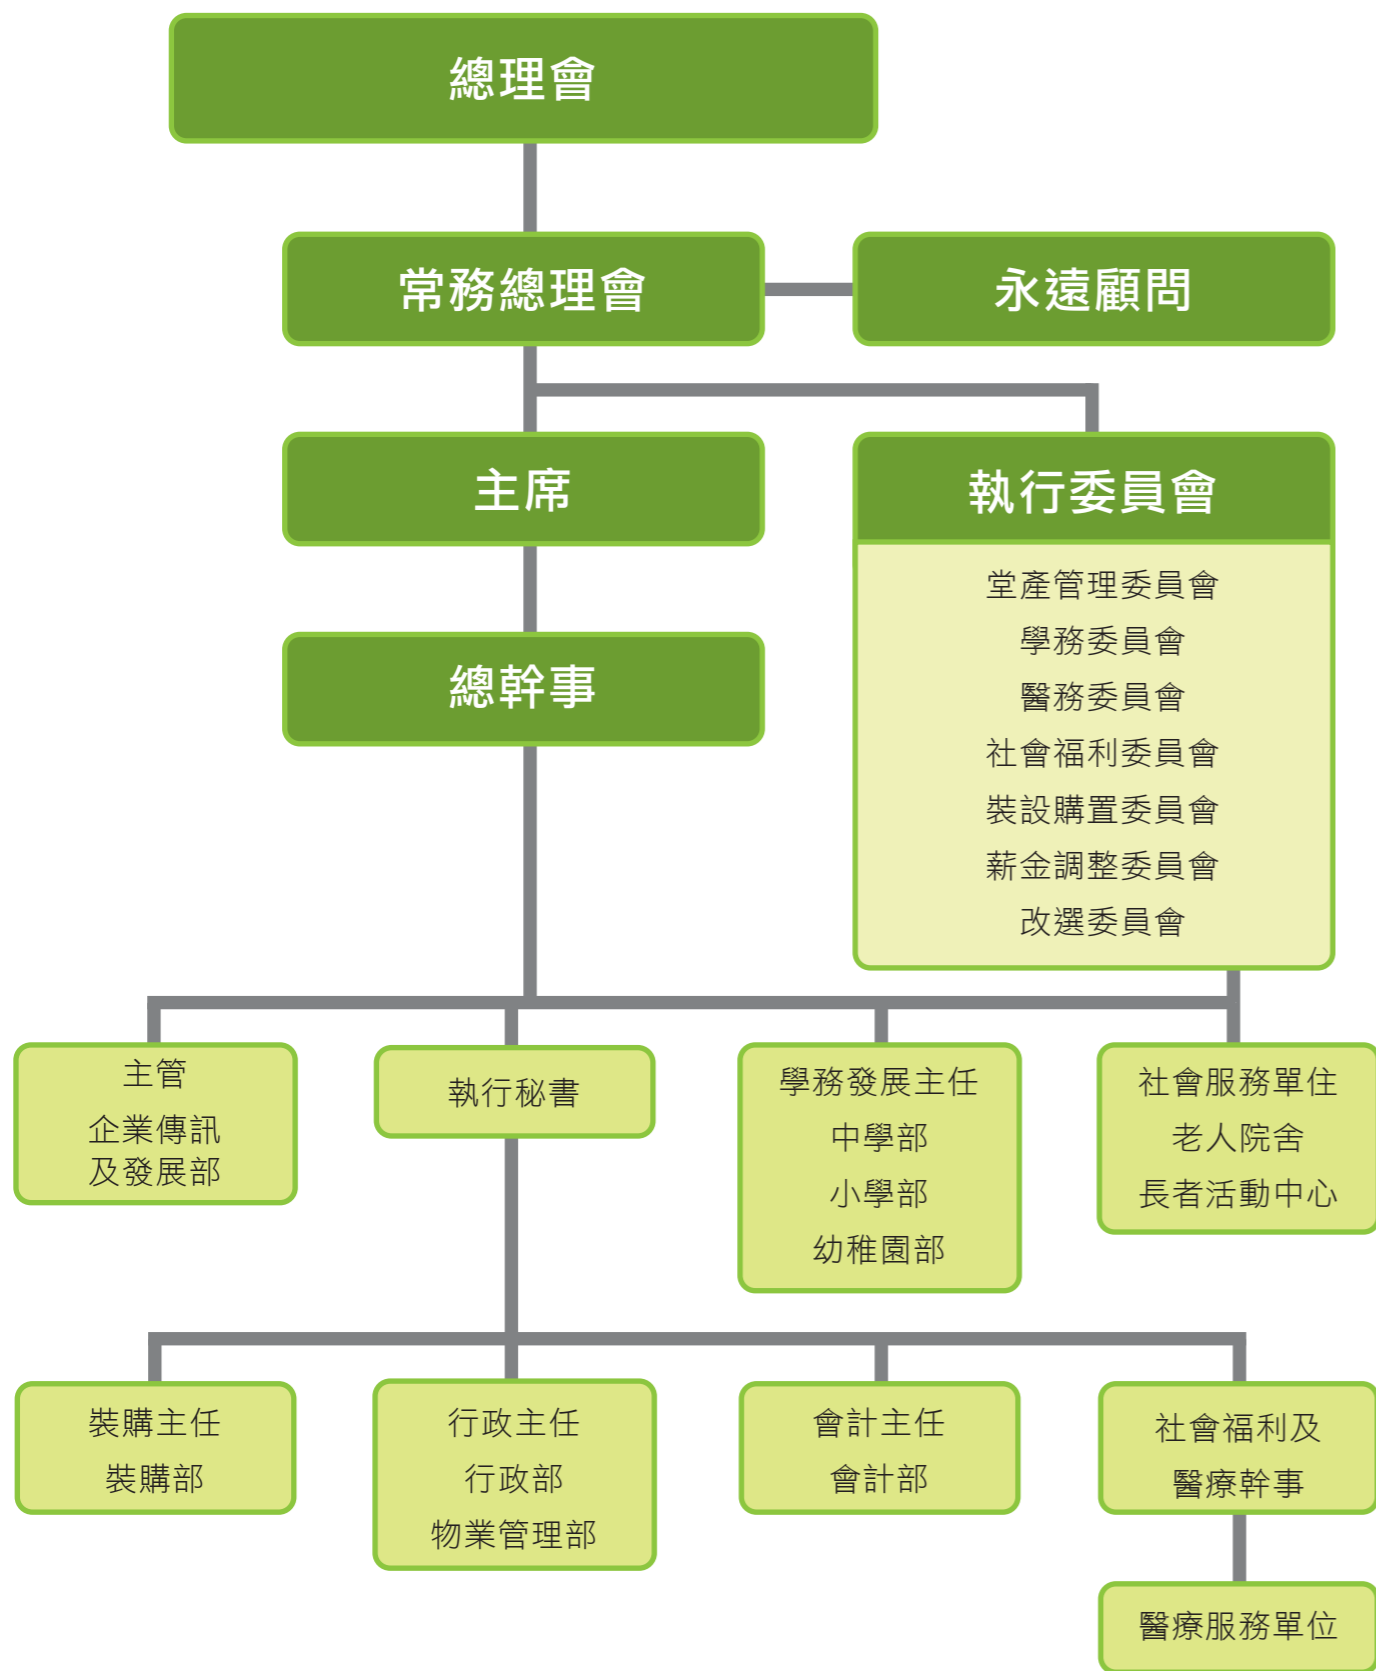 總理會
常務總理會
永遠顧問
主席
執行委員會
堂產管理委員會
學務委員會
醫務委員會
社會福利委員會
裝設購置委員會
薪金調整委員會
改選委員會
總幹事
主管
企業傳訊
及發展部
執行秘書
學務發展主任
中學部
小學部
幼稚園部
社會服務單住
老人院舍
長者活動中心
裝購主任
裝購部
行政主任
行政部
物業管理部
會計主任
會計部
社會福利及
醫療幹事
醫療服務單位